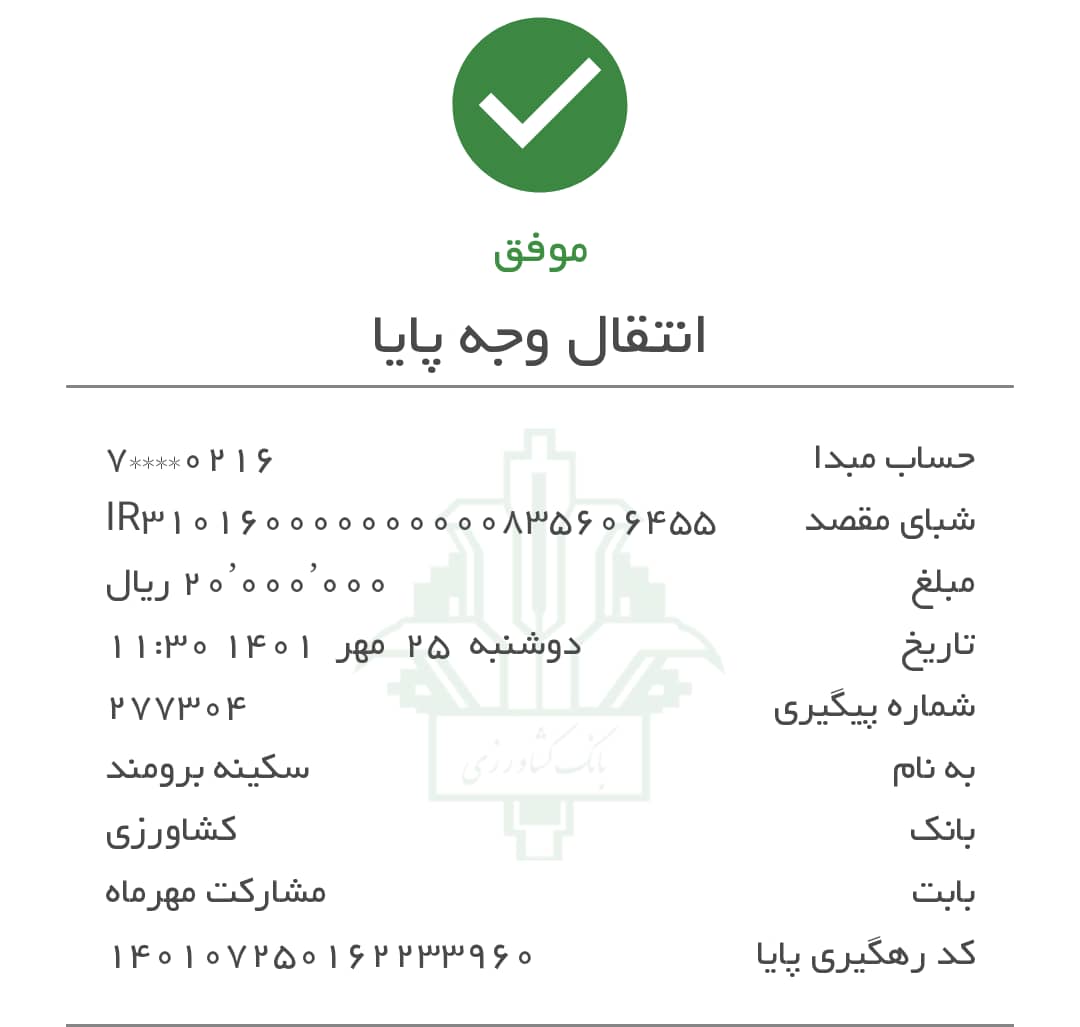 موفق
انتقال وجه پایا
حساب مبدا ۷****۰۲۱۶
شبای مقصد IR۳۱۰۱۶۰۰۰۰۰۰۰۰۰۰۸۳۵۶۰۶۴۵۵
مبلغ ۲۰٬۰۰۰٬۰۰۰ ریال
تاریخ دوشنبه ۲۵ مهر ۱۴۰۱ ۱۱:۳۰
شماره پیگیری ۲۷۷۳۰۴
به نام سکینه برومند
بانک کشاورزی
بابت مشارکت مهرماه
کد رهگیری پایا ۱۴۰۱۰۷۲۵۰۱۶۲۲۳۳۹۶۰
بانک کشاورزی